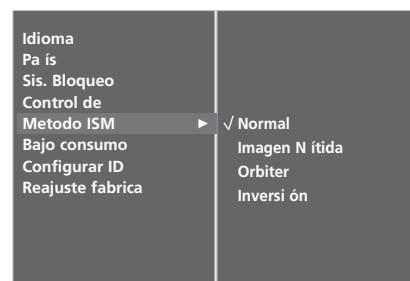 Idioma
Pa ís
Sis. Bloqueo
Control de
Metodo ISM ► √ Normal
Bajo consumo
Imagen N ítida
Configurar ID
Orbiter
Reajuste fabrica
Inversi ón